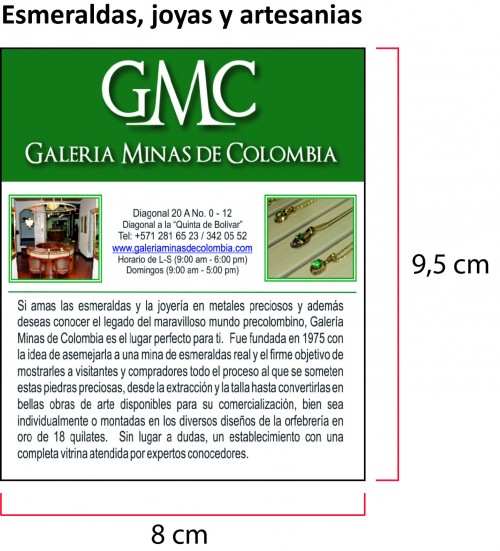 Esmeraldas, joyas y artesanias
GMC
GALERIA MINAS DE COLOMBIA
Diagonal 20 A No. 0 - 12
Diagonal a la “Quinta de Bolivar”
Tel: +571 281 65 23 / 342 05 52
www.galeriaminasdecolombia.com
Horario de L-S (9:00 am - 6:00 pm)
Domingos (9:00 am - 5:00 pm)
9,5 cm
Si amas las esmeraldas y la joyería en metales preciosos y además
deseas conocer el legado del maravilloso mundo precolombino, Galería
Minas de Colombia es el lugar perfecto para ti. Fue fundada en 1975 con
la idea de asemejarla a una mina de esmeraldas real y el firme objetivo de
mostrarles a visitantes y compradores todo el proceso al que se someten
estas piedras preciosas, desde la extracción y la talla hasta convertirlas en
bellas obras de arte disponibles para su comercialización, bien sea
individualmente o montadas en los diversos diseños de la orfebrería en
oro de 18 quilates. Sin lugar a dudas, un establecimiento con una
completa vitrina atendida por expertos conocedores.
8 cm